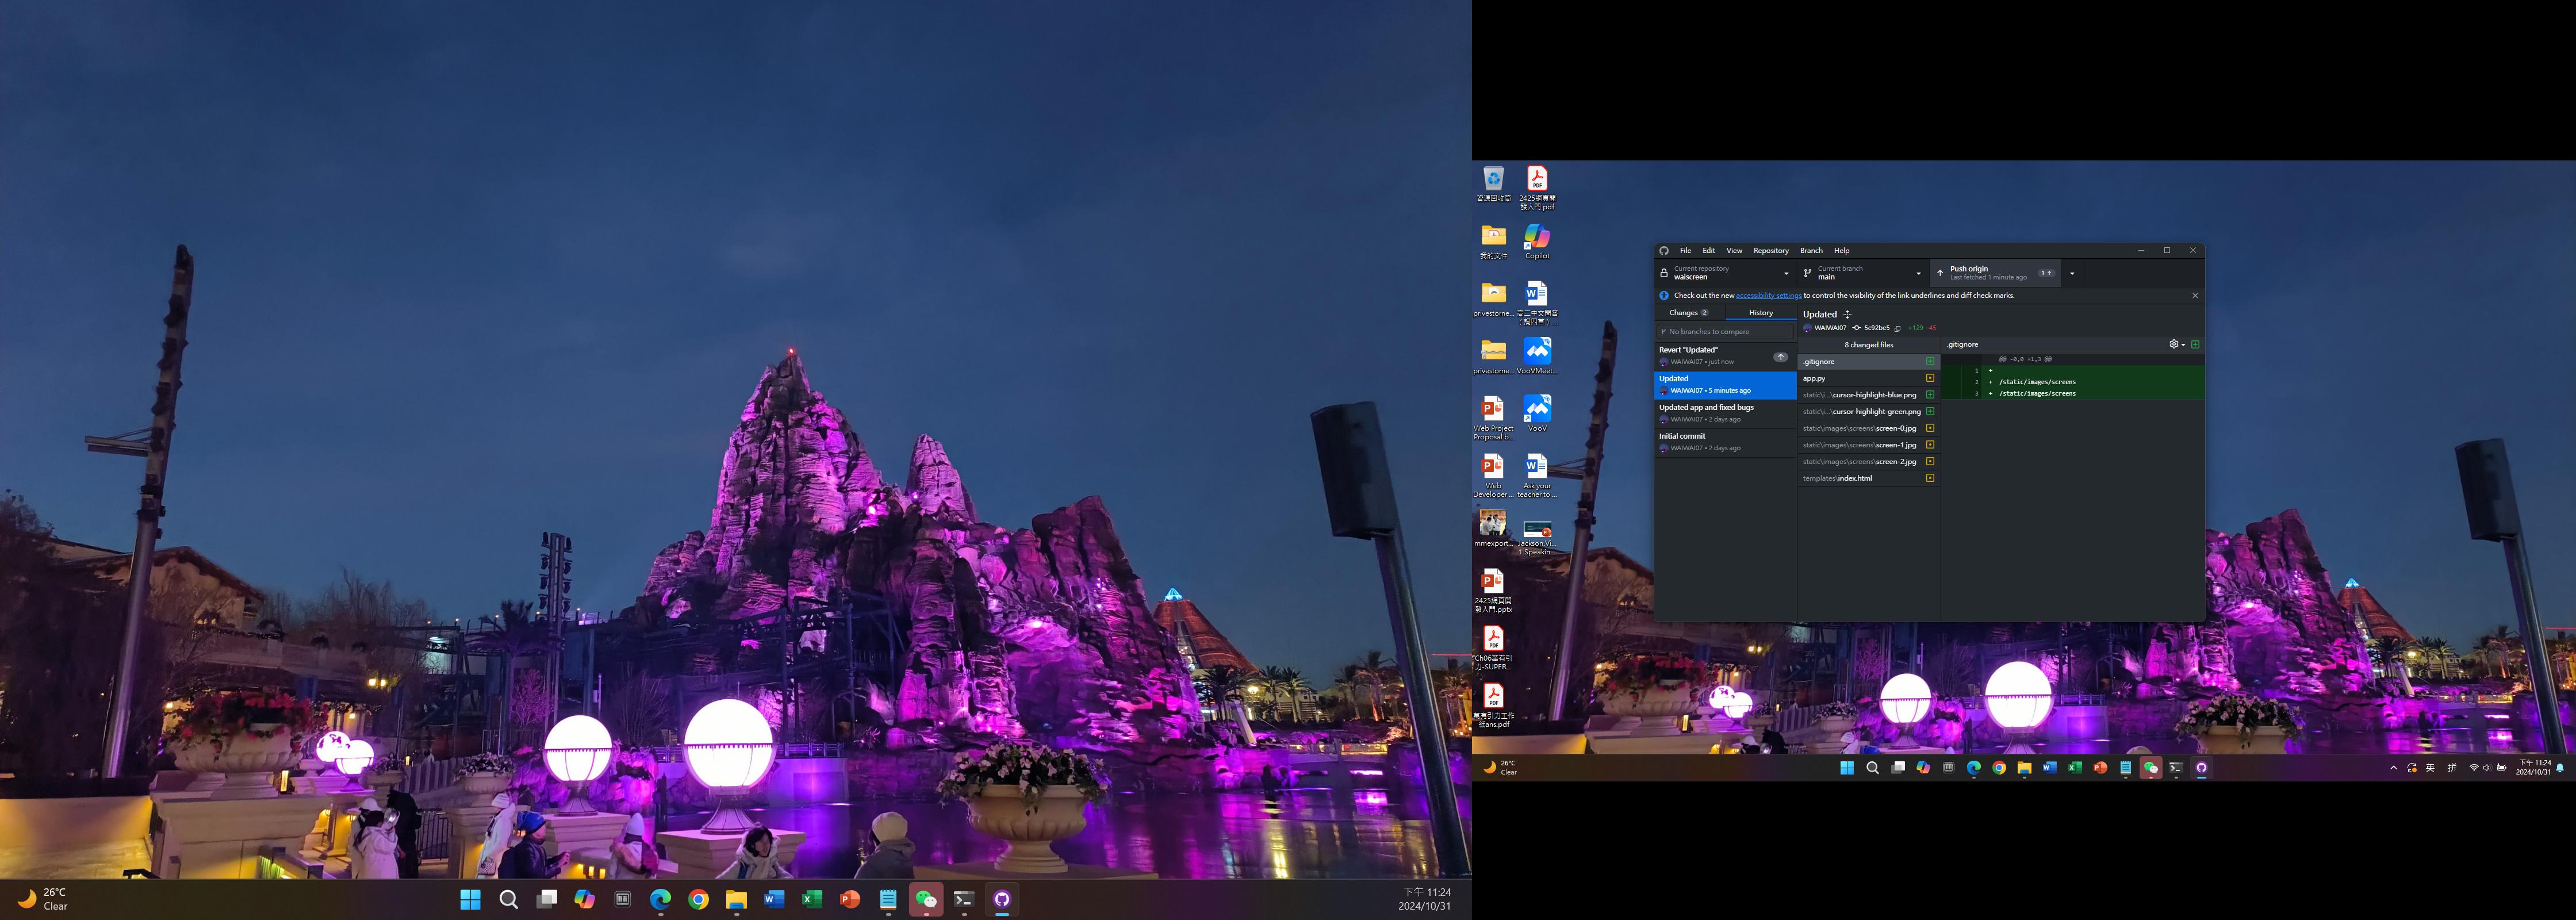 26°C
Clear
下午 11:24
2024/10/31
資源回收筒
2425網頁開
發入門.pdf
我的文件
Copilot
privestorne...
高二中文問答
privestorne...
VooVMeet...
Web Project
Proposal b...
VooV
Web
Developer ...
Ask your
teacher to ...
mmexport...
Jackson,Vi...
1.Speakin...
2425網頁開
發入門.pptx
Ch06萬有引
力-SUPER...
萬有引力工作
紙ans.pdf
File Edit View Repository Branch Help
Current repository
waiscreen
Current branch
main
Push origin
Last fetched 1 minute ago
1
Check out the new accessibility settings to control the visibility of the link underlines and diff check marks.
Changes 2
History
No branches to compare
Revert "Updated"
WAIWAI07 • just now
Updated
WAIWAI07 • 5 minutes ago
Updated app and fixed bugs
WAIWAI07 • 2 days ago
Initial commit
WAIWAI07 • 2 days ago
Updated
WAIWAI07 5c92be5 +129 -45
8 changed files
.gitignore
app.py
static\i...\cursor-highlight-blue.png
static\i...\cursor-highlight-green.png
static\images\screens\screen-0.jpg
static\images\screens\screen-1.jpg
static\images\screens\screen-2.jpg
templates\index.html
.gitignore
@@ -0,0 +1,3 @@
1 +
2 + /static/images/screens
3 + /static/images/screens
26°C
Clear
英
拼
下午 11:24
2024/10/31